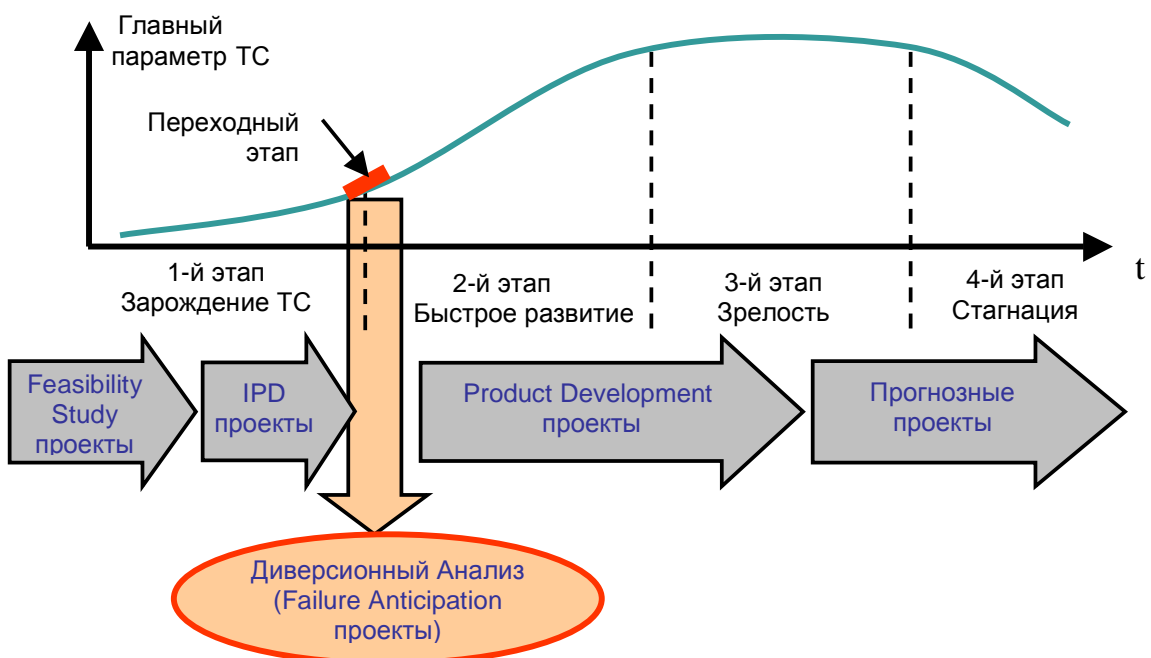 Главный
параметр ТС
Переходный
этап
t
1-й этап
Зарождение ТС
2-й этап
Быстрое развитие
3-й этап
Зрелость
4-й этап
Стагнация
Feasibility
Study
проекты
IPD
проекты
Product Development
проекты
Прогнозные
проекты
Диверсионный Анализ
(Failure Anticipation
проекты)